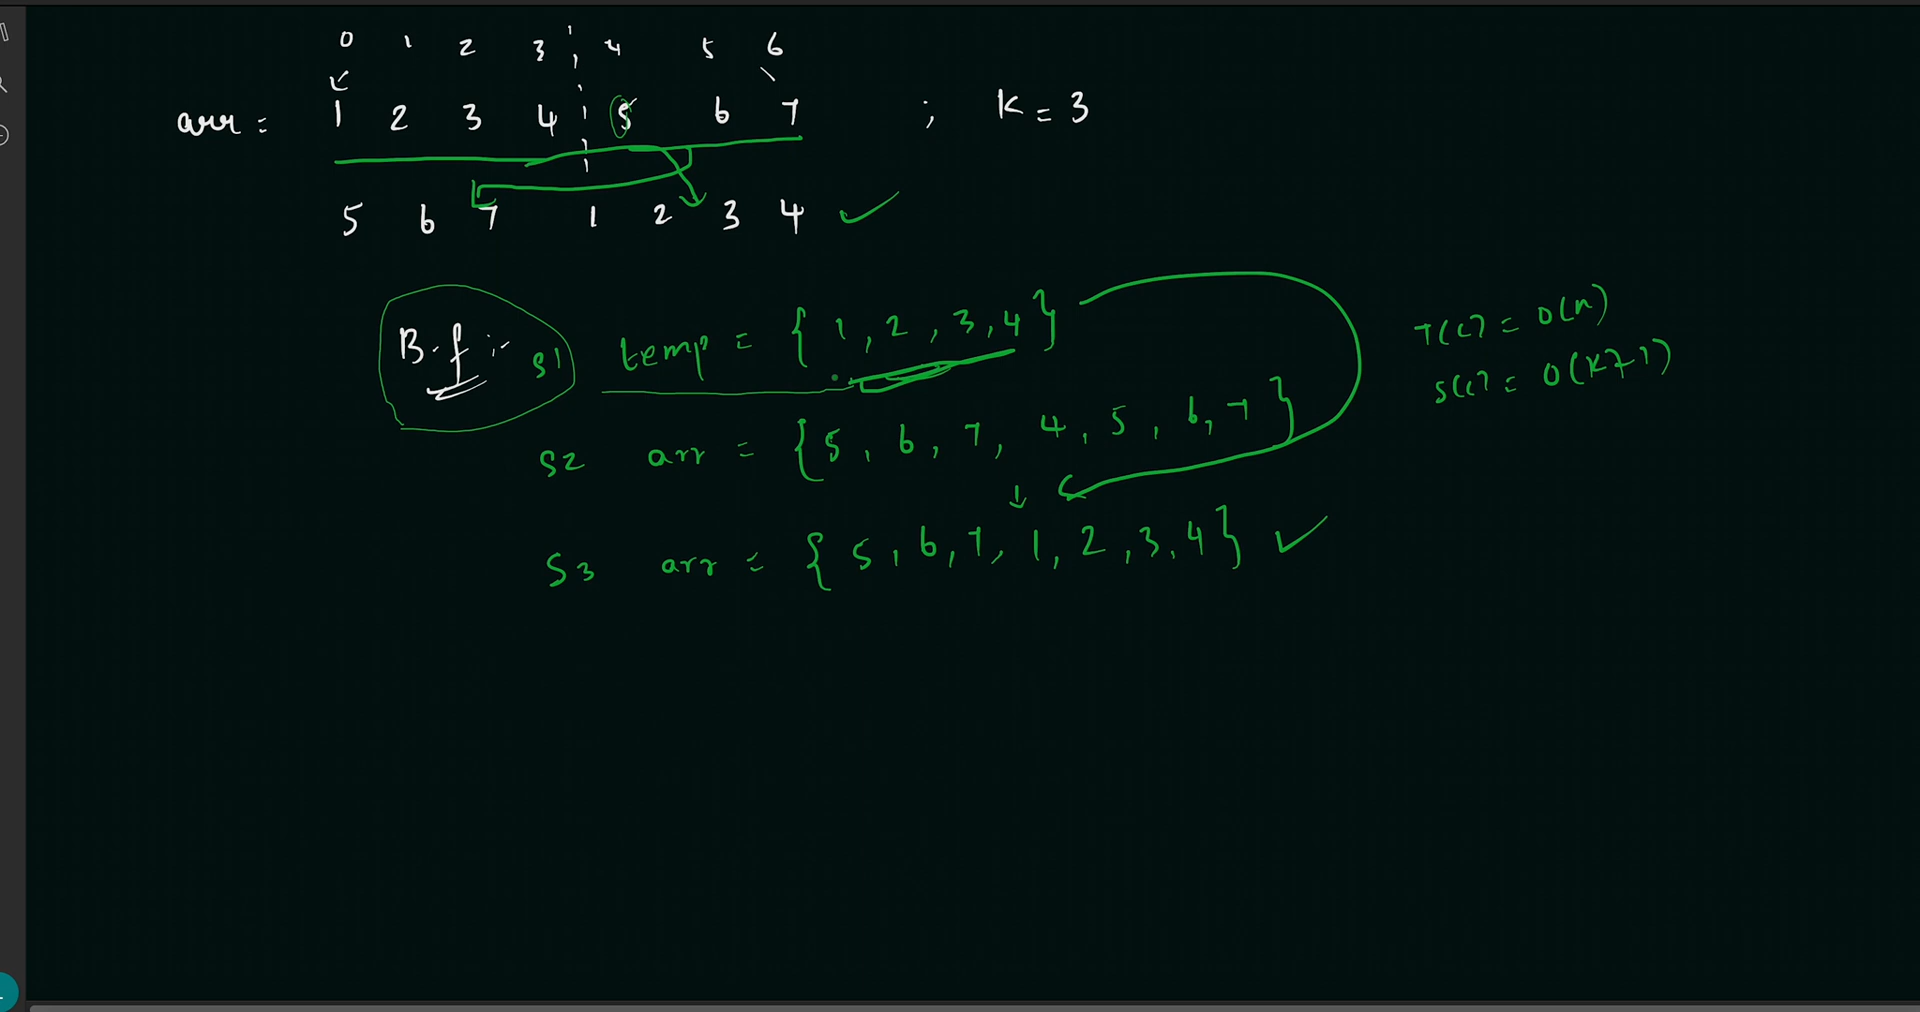 0 1 2 3 4 5 6
arr = 1 2 3 4 5 6 7 ; K = 3
5 6 7 1 2 3 4
B.f :-
S1 temp = { 1, 2, 3, 4 }
T(C) = O(n)
S(C) = O(K+1)
S2 arr = { 5, 6, 7, 4, 5, 6, 7 }
S3 arr = { 5, 6, 7, 1, 2, 3, 4 }